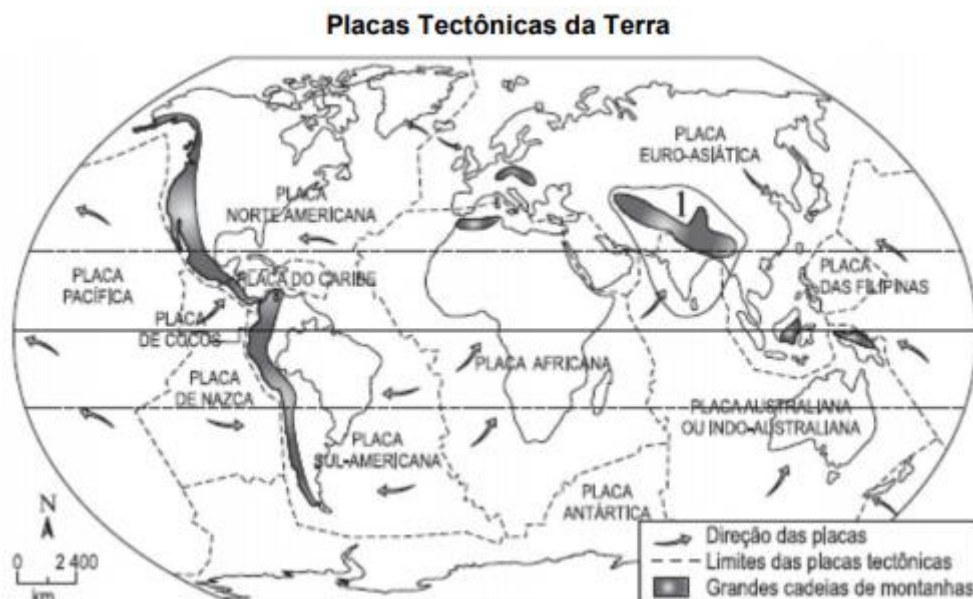 Placas Tectônicas da Terra
PLACA
EURO-ASIÁTICA
1
PLACA
NORTE AMERICANA
PLACA
PACÍFICA
PLACA DO CARIBE
PLACA
DAS FILIPINAS
PLACA
DE COCOS
PLACA AFRICANA
PLACA
DE NAZCA
PLACA AUSTRALIANA
OU INDO-AUSTRALIANA
PLACA
SUL-AMERICANA
PLACA
ANTÁRTICA
N
0 2 400
km
Direção das placas
Limites das placas tectônicas
Grandes cadeias de montanhas